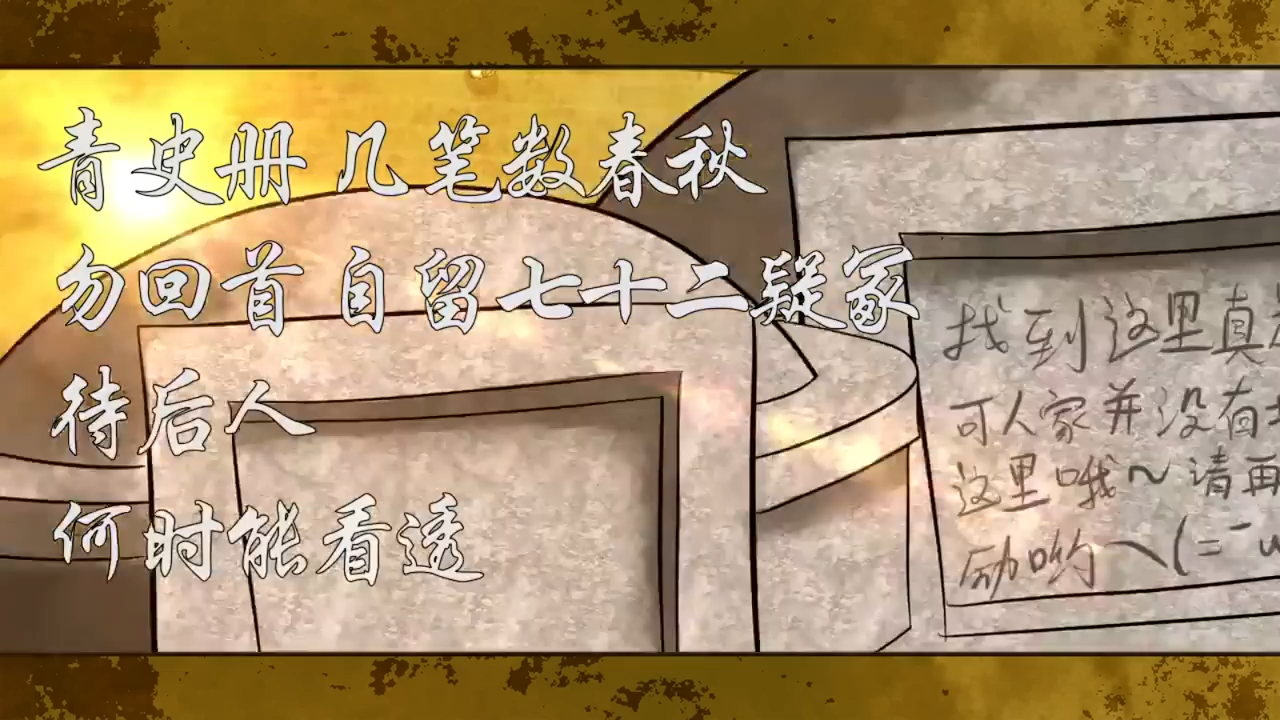 青史册 几笔数春秋
勿回首 自留七十二疑冢
待后人
何时能看透
找到这里真
可人家并没有
这里哦~请再
励哟~(=